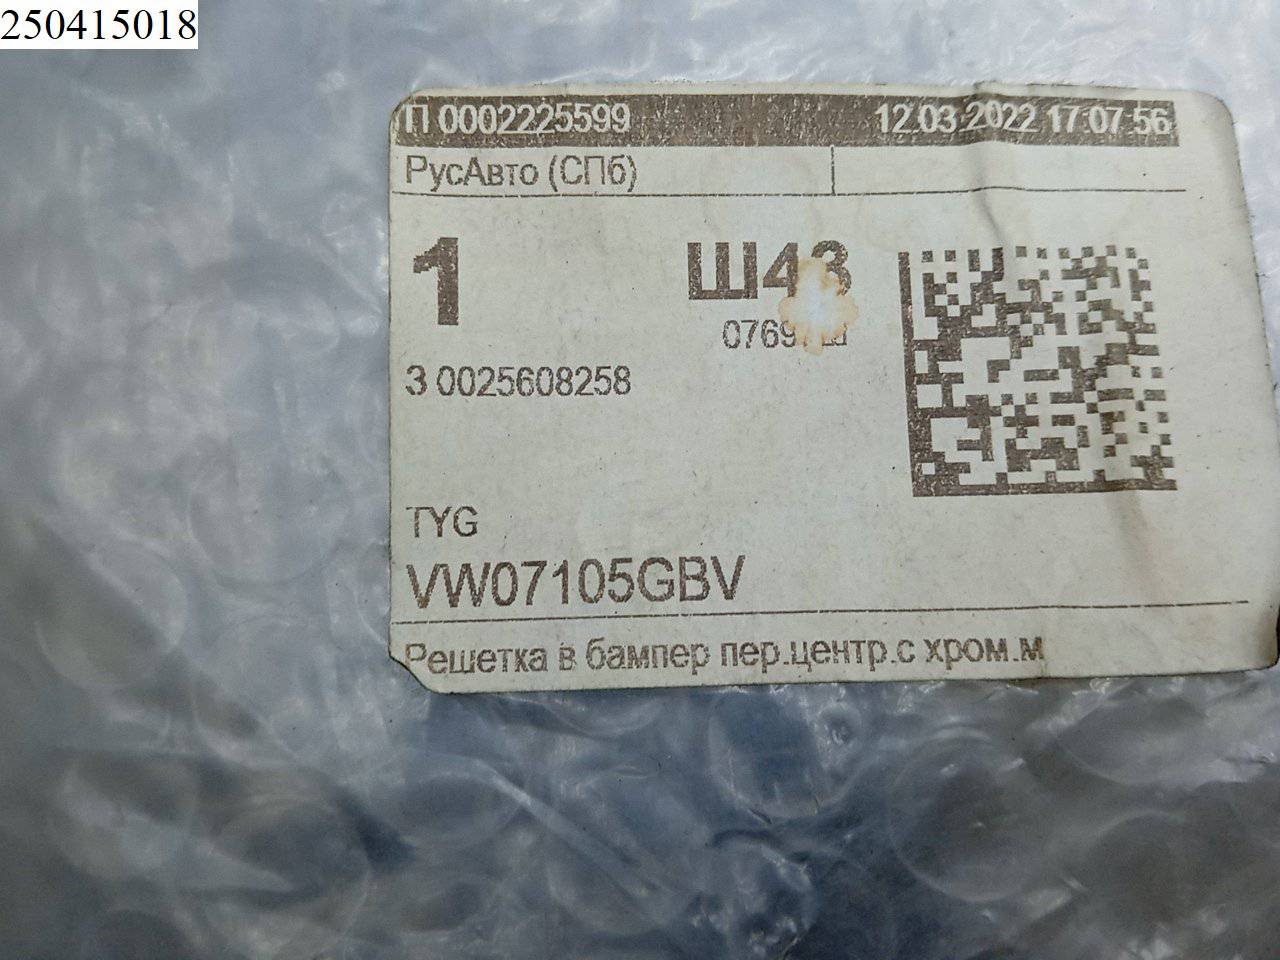 250415018
П 0002225599 12.03.2022 17:07:56
РусАвто (СПб)
1 Ш43
З 0025608258
TYG
VW07105GBV
Решетка в бампер пер.центр.с хром.м